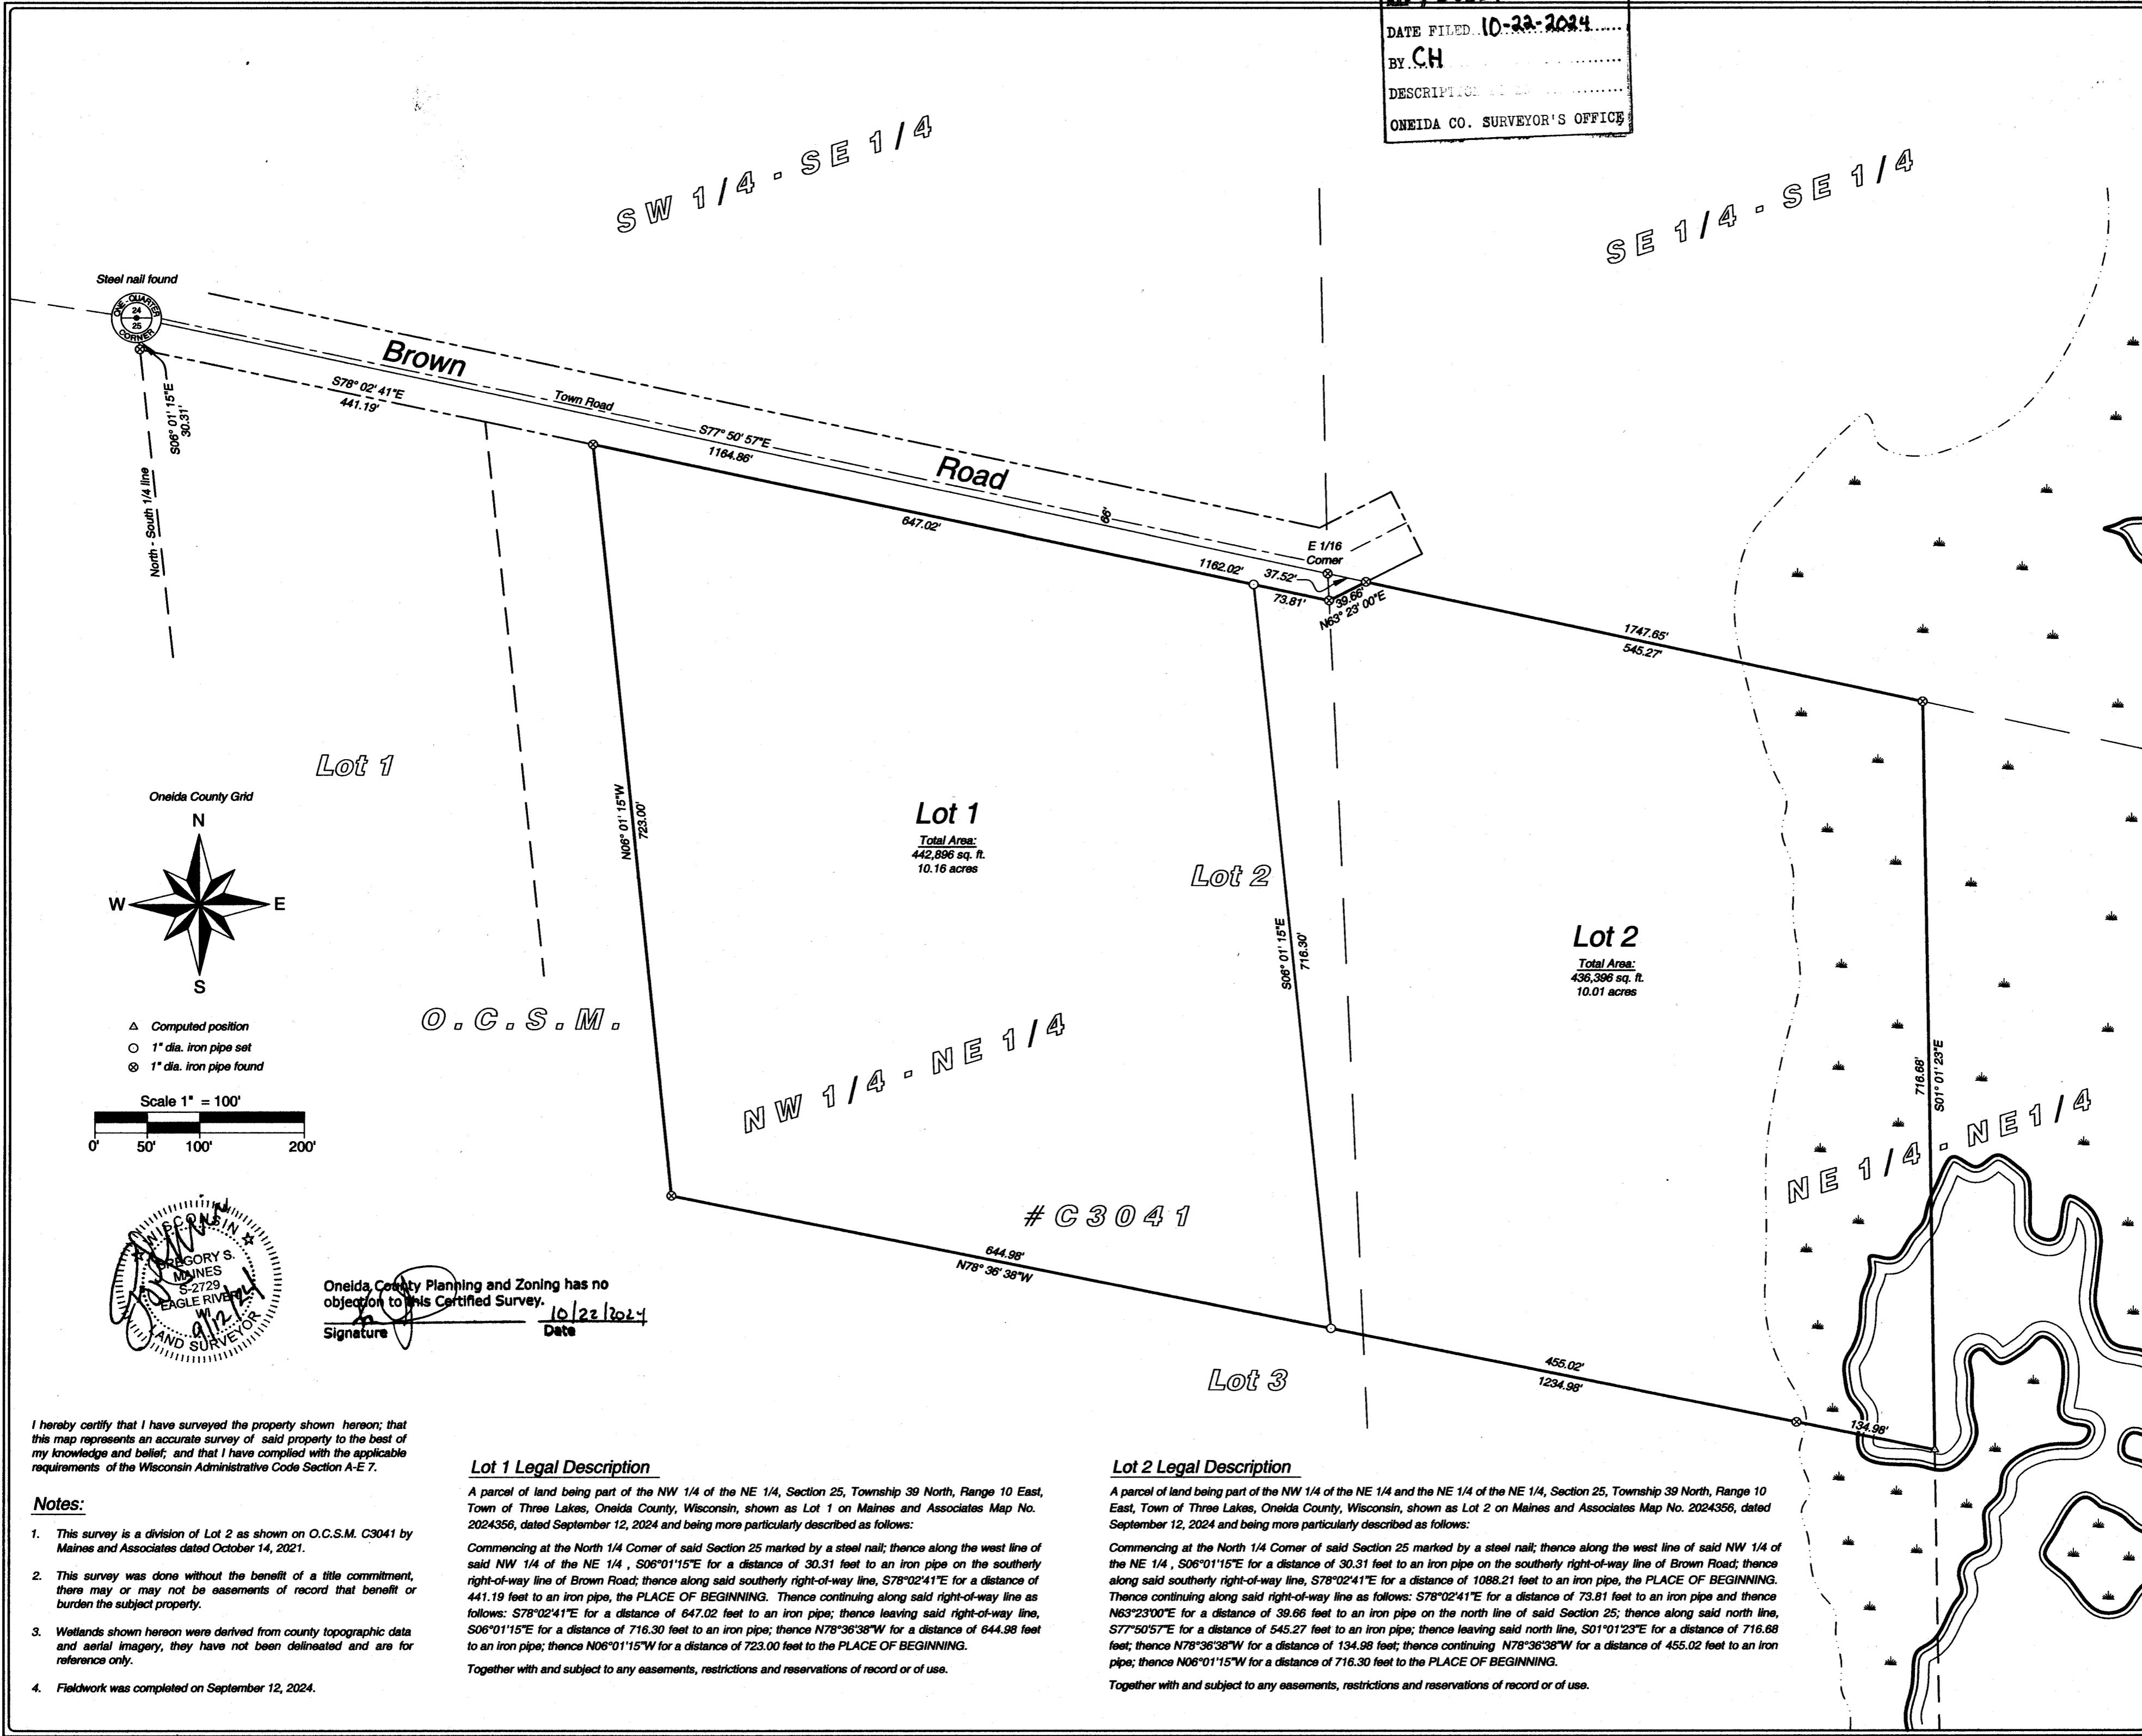 DATE FILED 10-22-2024
BY CH
DESCRIPTION
ONEIDA CO. SURVEYOR'S OFFICE
SW 1/4 - SE 1/4
SE 1/4 - SE 1/4
Steel nail found
ONE-QUARTER
24
25
CORNER
S06° 01' 15"E
30.31'
North - South 1/4 line
Brown
Road
S78° 02' 41"E
441.19'
Town Road
S77° 50' 57"E
1164.86'
66'
647.02'
E 1/16
Corner
1162.02'
37.52'
73.81'
39.66'
N63° 23' 00"E
1747.65'
545.27'
Lot 1
Oneida County Grid
N
W
E
S
N06° 01' 15"W
723.00'
Lot 1
Total Area:
442,896 sq. ft.
10.16 acres
Lot 2
S06° 01' 15"E
716.30'
Lot 2
Total Area:
436,396 sq. ft.
10.01 acres
716.68'
S01° 01' 23"E
O.C.S.M.
NW 1/4 - NE 1/4
NE 1/4 - NE 1/4
# C3041
Computed position
1" dia. iron pipe set
1" dia. iron pipe found
Scale 1" = 100'
0' 50' 100' 200'
644.98'
N78° 36' 38"W
455.02'
1234.98'
134.98'
Lot 3
WISCONSIN
GREGORY S.
MAINES
S-2729
EAGLE RIVER
WI
LAND SURVEYOR
9/12/24
Oneida County Planning and Zoning has no
objection to this Certified Survey.
10/22/2024
Signature Date
I hereby certify that I have surveyed the property shown hereon; that
this map represents an accurate survey of said property to the best of
my knowledge and belief; and that I have complied with the applicable
requirements of the Wisconsin Administrative Code Section A-E 7.
Notes:
1. This survey is a division of Lot 2 as shown on O.C.S.M. C3041 by
Maines and Associates dated October 14, 2021.
2. This survey was done without the benefit of a title commitment,
there may or may not be easements of record that benefit or
burden the subject property.
3. Wetlands shown hereon were derived from county topographic data
and aerial imagery, they have not been delineated and are for
reference only.
4. Fieldwork was completed on September 12, 2024.
Lot 1 Legal Description
A parcel of land being part of the NW 1/4 of the NE 1/4, Section 25, Township 39 North, Range 10 East,
Town of Three Lakes, Oneida County, Wisconsin, shown as Lot 1 on Maines and Associates Map No.
2024356, dated September 12, 2024 and being more particularly described as follows:
Commencing at the North 1/4 Corner of said Section 25 marked by a steel nail; thence along the west line of
said NW 1/4 of the NE 1/4 , S06°01'15"E for a distance of 30.31 feet to an iron pipe on the southerly
right-of-way line of Brown Road; thence along said southerly right-of-way line, S78°02'41"E for a distance of
441.19 feet to an iron pipe, the PLACE OF BEGINNING. Thence continuing along said right-of-way line as
follows: S78°02'41"E for a distance of 647.02 feet to an iron pipe; thence leaving said right-of-way line,
S06°01'15"E for a distance of 716.30 feet to an iron pipe; thence N78°36'38"W for a distance of 644.98 feet
to an iron pipe; thence N06°01'15"W for a distance of 723.00 feet to the PLACE OF BEGINNING.
Together with and subject to any easements, restrictions and reservations of record or of use.
Lot 2 Legal Description
A parcel of land being part of the NW 1/4 of the NE 1/4 and the NE 1/4 of the NE 1/4, Section 25, Township 39 North, Range 10
East, Town of Three Lakes, Oneida County, Wisconsin, shown as Lot 2 on Maines and Associates Map No. 2024356, dated
September 12, 2024 and being more particularly described as follows:
Commencing at the North 1/4 Corner of said Section 25 marked by a steel nail; thence along the west line of said NW 1/4 of
the NE 1/4 , S06°01'15"E for a distance of 30.31 feet to an iron pipe on the southerly right-of-way line of Brown Road; thence
along said southerly right-of-way line, S78°02'41"E for a distance of 1088.21 feet to an iron pipe, the PLACE OF BEGINNING.
Thence continuing along said right-of-way line as follows: S78°02'41"E for a distance of 73.81 feet to an iron pipe and thence
N63°23'00"E for a distance of 39.66 feet to an iron pipe on the north line of said Section 25; thence along said north line,
S77°50'57"E for a distance of 545.27 feet to an iron pipe; thence leaving said north line, S01°01'23"E for a distance of 716.68
feet; thence N78°36'38"W for a distance of 134.98 feet; thence continuing N78°36'38"W for a distance of 455.02 feet to an iron
pipe; thence N06°01'15"W for a distance of 716.30 feet to the PLACE OF BEGINNING.
Together with and subject to any easements, restrictions and reservations of record or of use.